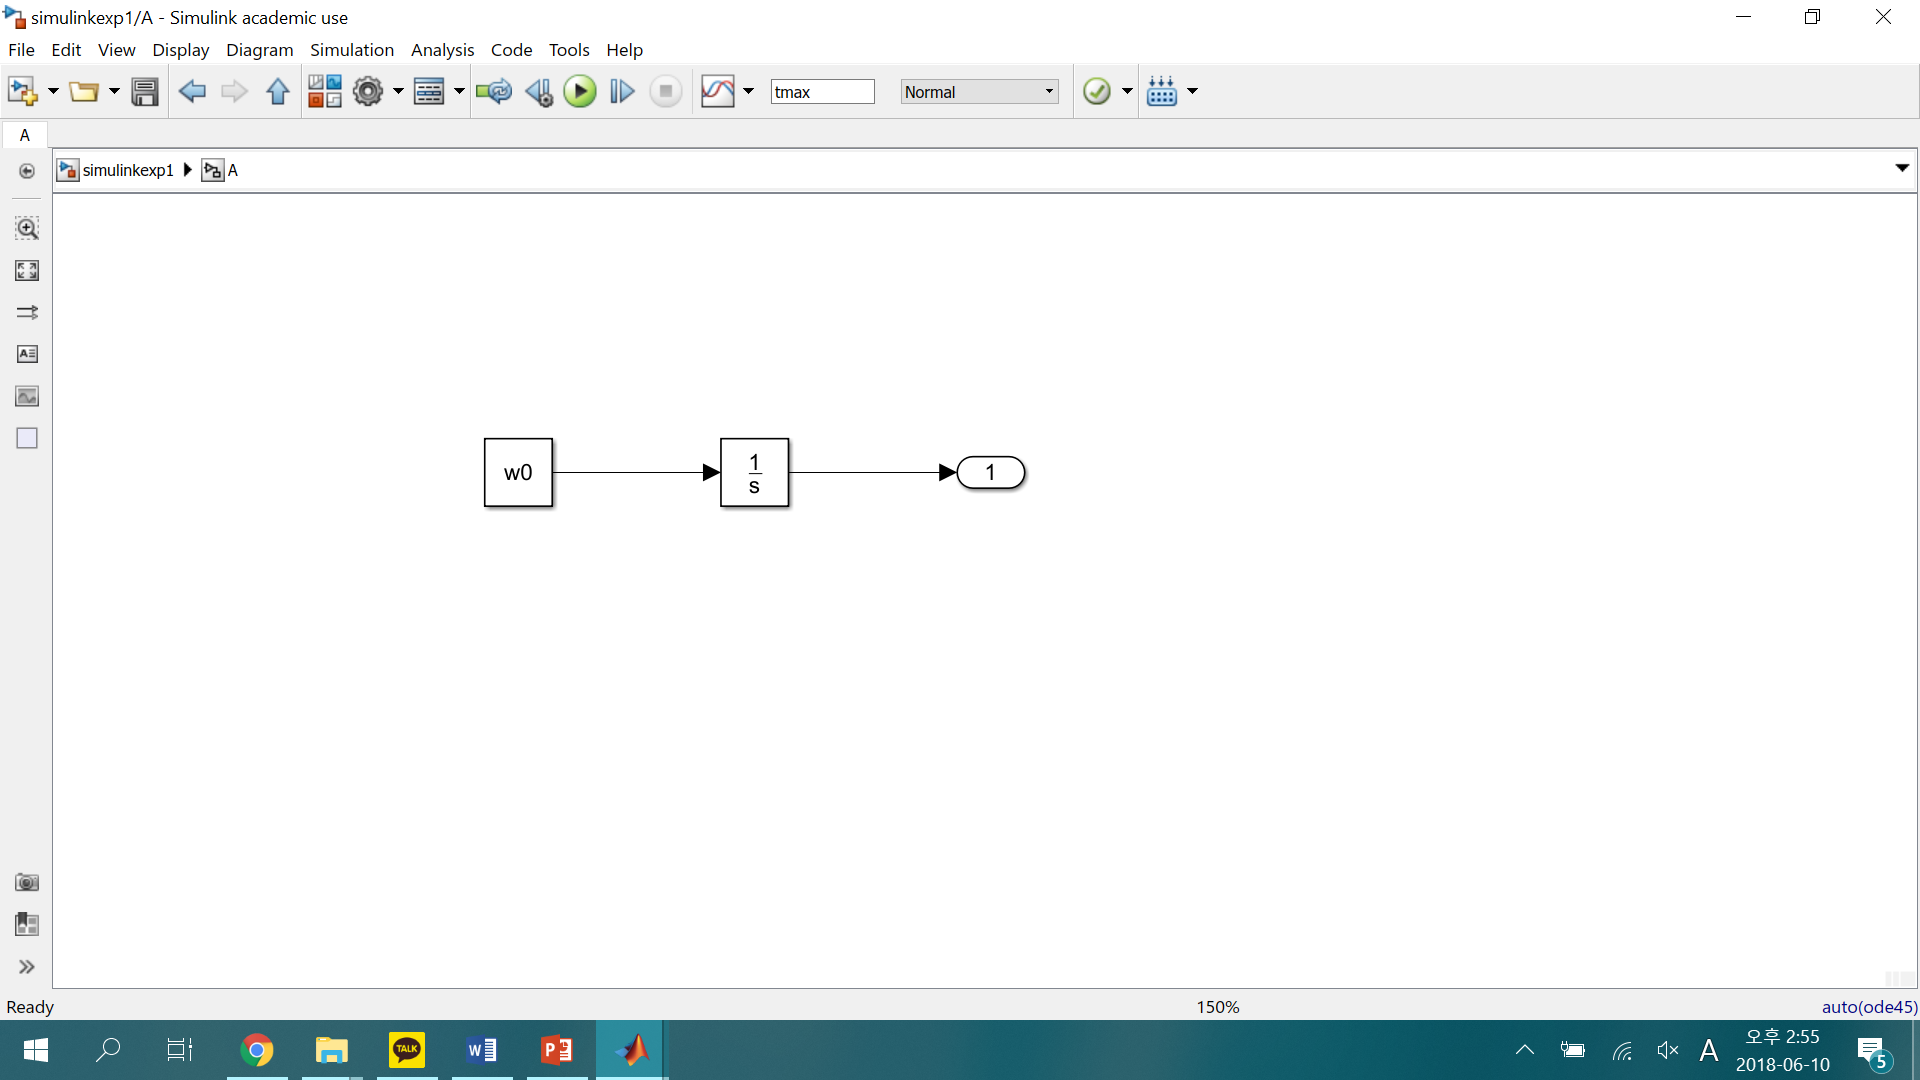 simulinkexp1/A - Simulink academic use
File Edit View Display Diagram Simulation Analysis Code Tools Help
tmax Normal
A
simulinkexp1 A
w0
1
s
1
Ready 150% auto(ode45)
TALK
A
오후 2:55
2018-06-10
5